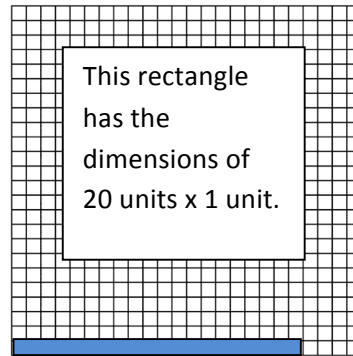 This rectangle
has the
dimensions of
20 units x 1 unit.